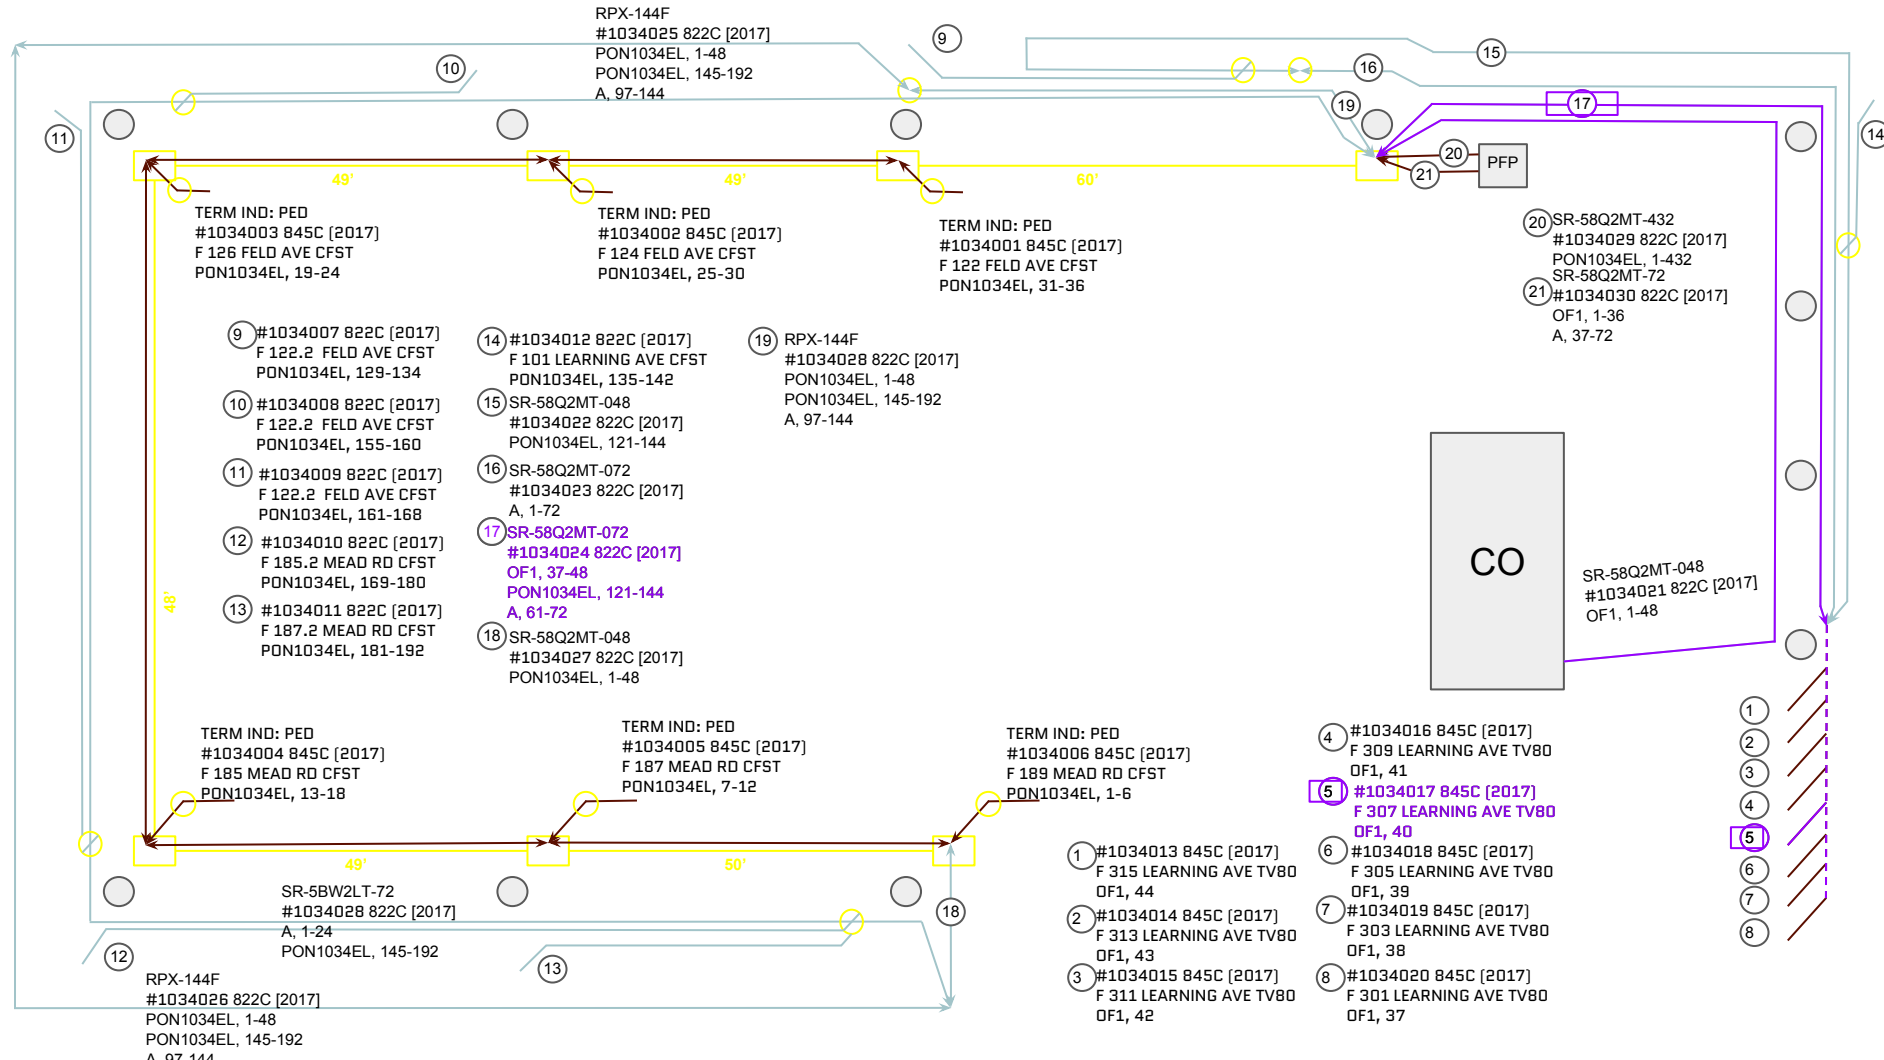 RPX-144F
#1034025 822C [2017]
PON1034EL, 1-48
PON1034EL, 145-192
A, 97-144
9
10
15
16
17
19
11
14
20
21
PFP
49'
49'
60'
TERM IND: PED
#1034003 845C (2017)
F 126 FELD AVE CFST
PON1034EL, 19-24
TERM IND: PED
#1034002 845C (2017)
F 124 FELD AVE CFST
PON1034EL, 25-30
TERM IND: PED
#1034001 845C (2017)
F 122 FELD AVE CFST
PON1034EL, 31-36
20 SR-58Q2MT-432
#1034029 822C [2017]
PON1034EL, 1-432
21 SR-58Q2MT-72
#1034030 822C [2017]
OF1, 1-36
A, 37-72
9 #1034007 822C (2017)
F 122.2 FELD AVE CFST
PON1034EL, 129-134
10 #1034008 822C (2017)
F 122.2 FELD AVE CFST
PON1034EL, 155-160
11 #1034009 822C (2017)
F 122.2 FELD AVE CFST
PON1034EL, 161-168
12 #1034010 822C (2017)
F 185.2 MEAD RD CFST
PON1034EL, 169-180
13 #1034011 822C (2017)
F 187.2 MEAD RD CFST
PON1034EL, 181-192
14 #1034012 822C (2017)
F 101 LEARNING AVE CFST
PON1034EL, 135-142
15 SR-58Q2MT-048
#1034022 822C [2017]
PON1034EL, 121-144
16 SR-58Q2MT-072
#1034023 822C [2017]
A, 1-72
17 SR-58Q2MT-072
#1034024 822C [2017]
OF1, 37-48
PON1034EL, 121-144
A, 61-72
18 SR-58Q2MT-048
#1034027 822C [2017]
PON1034EL, 1-48
19 RPX-144F
#1034028 822C [2017]
PON1034EL, 1-48
PON1034EL, 145-192
A, 97-144
48'
CO
SR-58Q2MT-048
#1034021 822C [2017]
OF1, 1-48
TERM IND: PED
#1034004 845C (2017)
F 185 MEAD RD CFST
PON1034EL, 13-18
TERM IND: PED
#1034005 845C (2017)
F 187 MEAD RD CFST
PON1034EL, 7-12
TERM IND: PED
#1034006 845C (2017)
F 189 MEAD RD CFST
PON1034EL, 1-6
49'
50'
1 #1034013 845C (2017)
F 315 LEARNING AVE TV80
OF1, 44
2 #1034014 845C (2017)
F 313 LEARNING AVE TV80
OF1, 43
3 #1034015 845C (2017)
F 311 LEARNING AVE TV80
OF1, 42
4 #1034016 845C (2017)
F 309 LEARNING AVE TV80
OF1, 41
5 #1034017 845C (2017)
F 307 LEARNING AVE TV80
OF1, 40
6 #1034018 845C (2017)
F 305 LEARNING AVE TV80
OF1, 39
7 #1034019 845C (2017)
F 303 LEARNING AVE TV80
OF1, 38
8 #1034020 845C (2017)
F 301 LEARNING AVE TV80
OF1, 37
1
2
3
4
5
6
7
8
SR-5BW2LT-72
#1034028 822C [2017]
A, 1-24
PON1034EL, 145-192
18
12
13
RPX-144F
#1034026 822C [2017]
PON1034EL, 1-48
PON1034EL, 145-192
A, 97-144